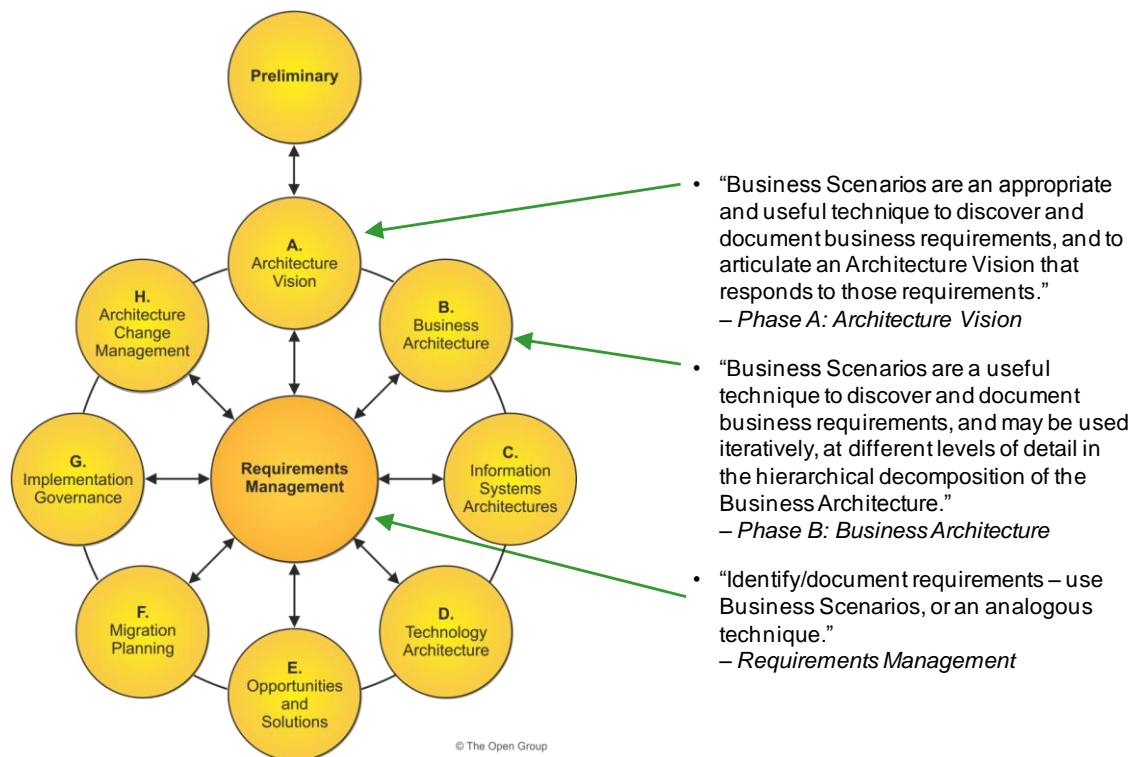 Preliminary
A.
Architecture
Vision
H.
Architecture
Change
Management
B.
Business
Architecture
G.
Implementation
Governance
Requirements
Management
C.
Information
Systems
Architectures
F.
Migration
Planning
D.
Technology
Architecture
E.
Opportunities
and
Solutions
© The Open Group
• “Business Scenarios are an appropriate
and useful technique to discover and
document business requirements, and to
articulate an Architecture Vision that
responds to those requirements.”
– Phase A: Architecture Vision
• “Business Scenarios are a useful
technique to discover and document
business requirements, and may be used
iteratively, at different levels of detail in
the hierarchical decomposition of the
Business Architecture.”
– Phase B: Business Architecture
• “Identify/document requirements – use
Business Scenarios, or an analogous
technique.”
– Requirements Management